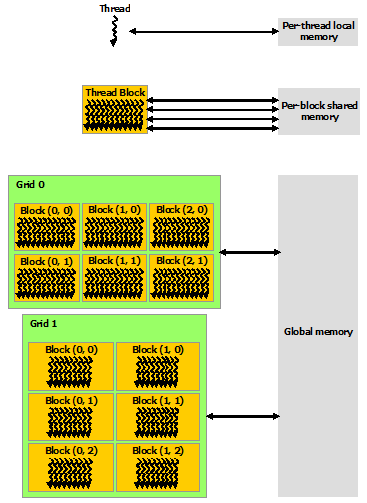 Thread
Per-thread local
memory
Thread Block
Per-block shared
memory
Grid 0
Block (0, 0) Block (1, 0) Block (2, 0)
Block (0, 1) Block (1, 1) Block (2, 1)
Global memory
Grid 1
Block (0, 0) Block (1, 0)
Block (0, 1) Block (1, 1)
Block (0, 2) Block (1, 2)